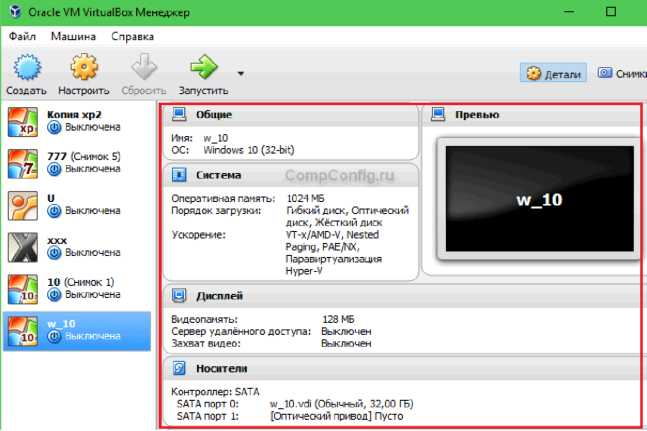 Oracle VM VirtualBox Менеджер
Файл Машина Справка
Создать Настроить Сбросить Запустить
Детали Снимки
Копия xp2
Выключена
777 (Снимок 5)
Выключена
U
Выключена
xxx
Выключена
10 (Снимок 1)
Выключена
w_10
Выключена
Общие
Имя: w_10
ОС: Windows 10 (32-bit)
Система
CompConfig.ru
Оперативная память: 1024 МБ
Порядок загрузки: Гибкий диск, Оптический
диск, Жёсткий диск
Ускорение: VT-x/AMD-V, Nested
Paging, PAE/NX,
Паравиртуализация
Hyper-V
Превью
w_10
Дисплей
Видеопамять: 128 МБ
Сервер удалённого доступа: Выключен
Захват видео: Выключен
Носители
Контроллер: SATA
SATA порт 0: w_10.vdi (Обычный, 32,00 ГБ)
SATA порт 1: [Оптический привод] Пусто